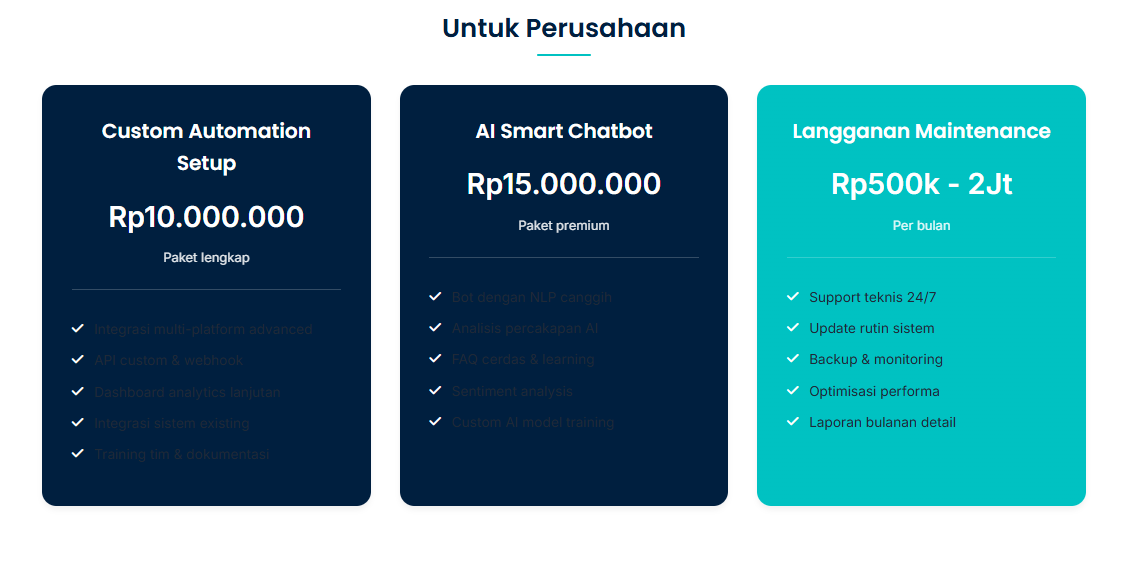 Untuk Perusahaan
Custom Automation
Setup
Rp10.000.000
Paket lengkap
Integrasi multi-platform advanced
API custom & webhook
Dashboard analytics lanjutan
Integrasi sistem existing
Training tim & dokumentasi
AI Smart Chatbot
Rp15.000.000
Paket premium
Bot dengan NLP canggih
Analisis percakapan AI
FAQ cerdas & learning
Sentiment analysis
Custom AI model training
Langganan Maintenance
Rp500k - 2Jt
Per bulan
Support teknis 24/7
Update rutin sistem
Backup & monitoring
Optimisasi performa
Laporan bulanan detail